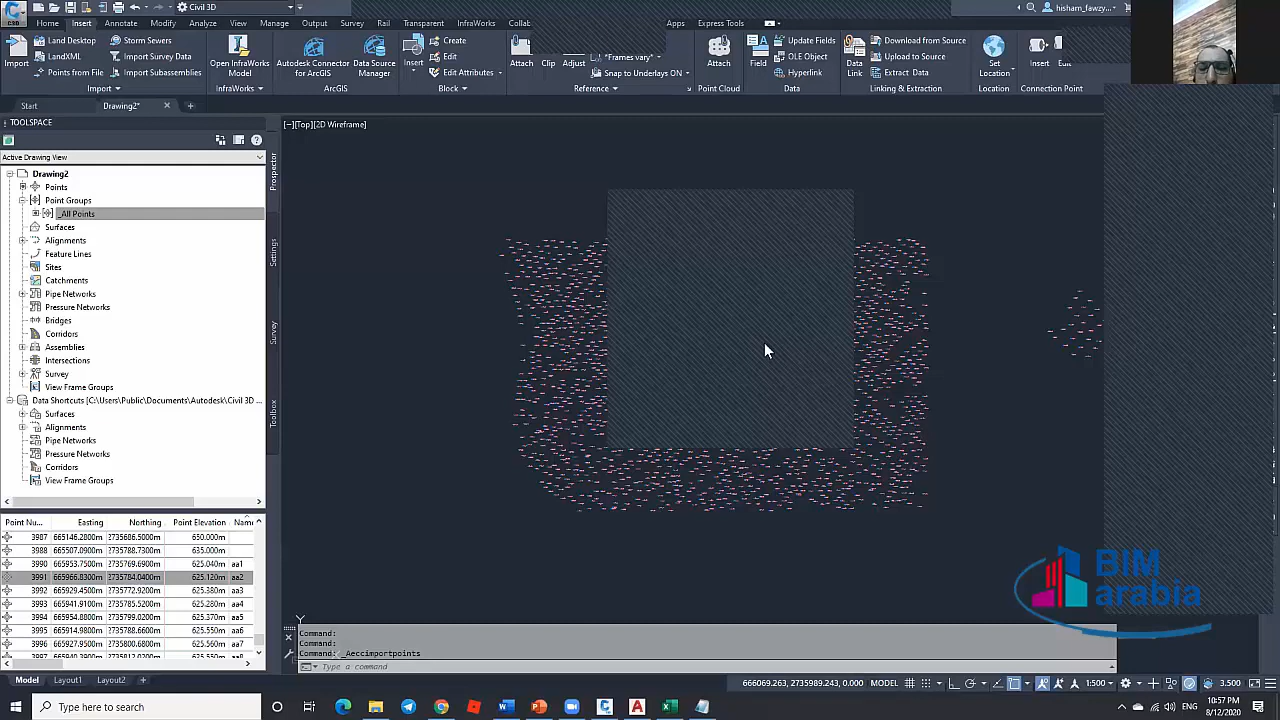 Civil 3D
hisham_fawzy...
Home Insert Annotate Modify Analyze View Manage Output Survey Rail Transparent InfraWorks Collab Apps Express Tools
Land Desktop Storm Sewers
LandXML Import Survey Data
Points from File Import Subassemblies
Import
Open InfraWorks Model
Autodesk Connector for ArcGIS
Data Source Manager
Insert
Create
Edit
Edit Attributes
Attach Clip Adjust
*Frames vary*
Snap to Underlays ON
Attach
Field
Update Fields
OLE Object
Hyperlink
Data Link
Download from Source
Upload to Source
Extract Data
Set Location
Insert Edit
Import InfraWorks ArcGIS Block Reference Point Cloud Data Linking & Extraction Location Connection Point
Start Drawing2*
TOOLSPACE
Active Drawing View
Drawing2
Points
Point Groups
_All Points
Surfaces
Alignments
Feature Lines
Sites
Catchments
Pipe Networks
Pressure Networks
Bridges
Corridors
Assemblies
Intersections
Survey
View Frame Groups
Data Shortcuts [C:\Users\Public\Documents\Autodesk\Civil 3D ...
Surfaces
Alignments
Pipe Networks
Pressure Networks
Corridors
View Frame Groups
Prospector
Settings
Survey
Toolbox
[−][Top][2D Wireframe]
Point Nu... Easting Northing Point Elevation Name
3987 665146.2800m 2735686.5000m 650.000m
3988 665507.0900m 2735788.7300m 635.000m
3990 665953.7500m 2735769.6900m 625.040m aa1
3991 665966.8300m 2735784.0400m 625.120m aa2
3992 665929.4500m 2735772.9200m 625.380m aa3
3993 665941.9100m 2735785.5200m 625.280m aa4
3994 665954.8800m 2735799.0200m 625.370m aa5
3995 665914.9800m 2735788.6600m 625.550m aa6
3996 665927.9500m 2735800.6800m 625.550m aa7
Y
Command:
Command:
Command: _Aeccimportpoints
Type a command
BIM
arabia
Model Layout1 Layout2
666069.263, 2735989.243, 0.000 MODEL 1:500 3.500
Type here to search
10:57 PM
8/12/2020